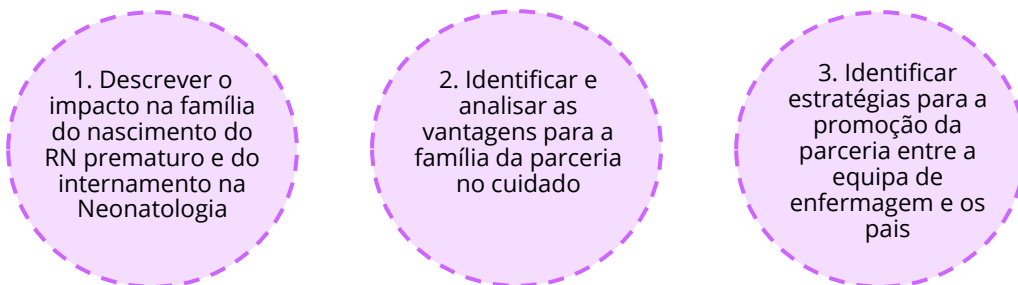 1. Descrever o
impacto na família
do nascimento do
RN prematuro e do
internamento na
Neonatologia
2. Identificar e
analisar as
vantagens para a
família da parceria
no cuidado
3. Identificar
estratégias para a
promoção da
parceria entre a
equipa de
enfermagem e os
pais